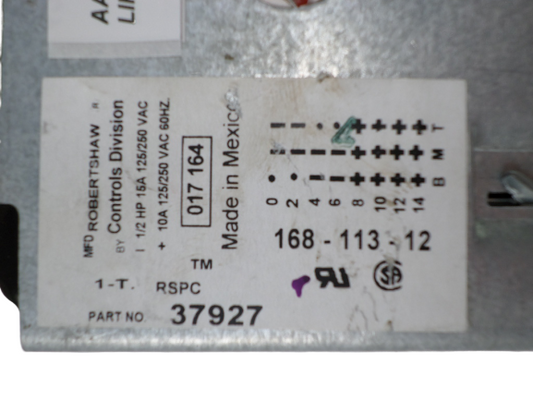 AA
LI
MFD ROBERTSHAW R
BY Controls Division
I 1/2 HP 15A 125/250 VAC
+ 10A 125/250 VAC 60HZ
017 164
Made in Mexico
T
M
B
0 2 4 6 8 10 12 14
168 - 113 - 12
TM
1-T. RSPC
PART NO. 37927